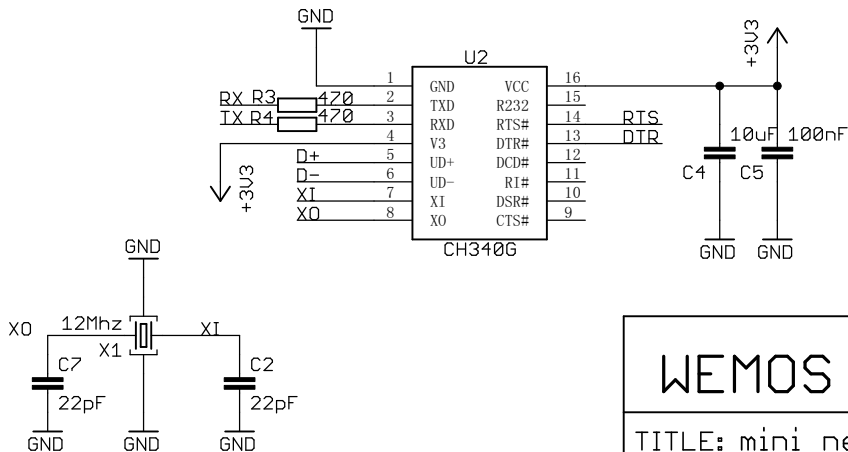 GND
+3V3
U2
1 GND VCC 16
RX R3 470 2 TXD R232 15
TX R4 470 3 RXD RTS# 14 RTS
4 V3 DTR# 13 DTR
D+ 5 UD+ DCD# 12
D- 6 UD- RI# 11
XI 7 XI DSR# 10
XO 8 XO CTS# 9
+3V3
CH340G
10uF 100nF
C4 C5
GND GND
GND
XO 12Mhz XI
X1
C7 C2
22pF 22pF
GND GND GND
WEMOS
TITLE: mini ne